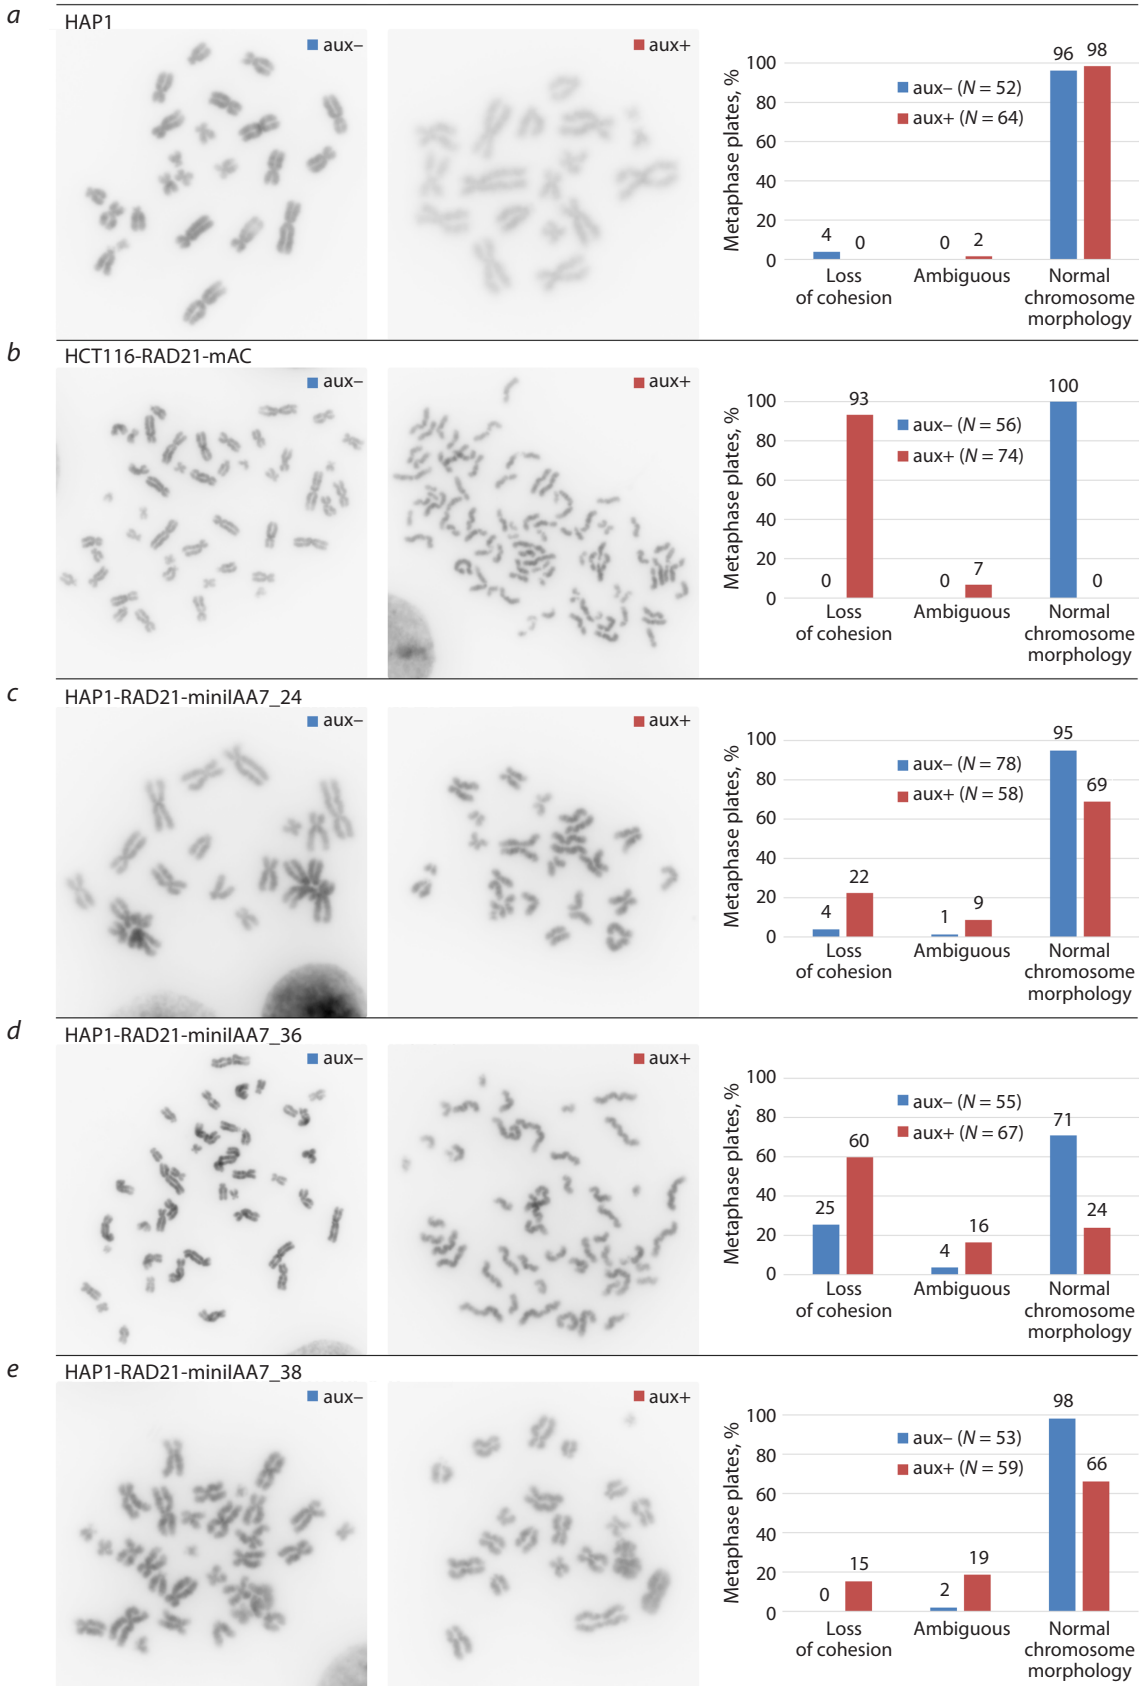 a
HAP1
aux–
aux+
Metaphase plates, %
100
80
60
40
20
0
aux– (N = 52)
aux+ (N = 64)
4
0
0
2
96
98
Loss
of cohesion
Ambiguous
Normal
chromosome
morphology
b
HCT116-RAD21-mAC
aux–
aux+
Metaphase plates, %
100
80
60
40
20
0
aux– (N = 56)
aux+ (N = 74)
0
93
0
7
100
0
Loss
of cohesion
Ambiguous
Normal
chromosome
morphology
c
HAP1-RAD21-miniIAA7_24
aux–
aux+
Metaphase plates, %
100
80
60
40
20
0
aux– (N = 78)
aux+ (N = 58)
4
22
1
9
95
69
Loss
of cohesion
Ambiguous
Normal
chromosome
morphology
d
HAP1-RAD21-miniIAA7_36
aux–
aux+
Metaphase plates, %
100
80
60
40
20
0
aux– (N = 55)
aux+ (N = 67)
25
60
4
16
71
24
Loss
of cohesion
Ambiguous
Normal
chromosome
morphology
e
HAP1-RAD21-miniIAA7_38
aux–
aux+
Metaphase plates, %
100
80
60
40
20
0
aux– (N = 53)
aux+ (N = 59)
0
15
2
19
98
66
Loss
of cohesion
Ambiguous
Normal
chromosome
morphology